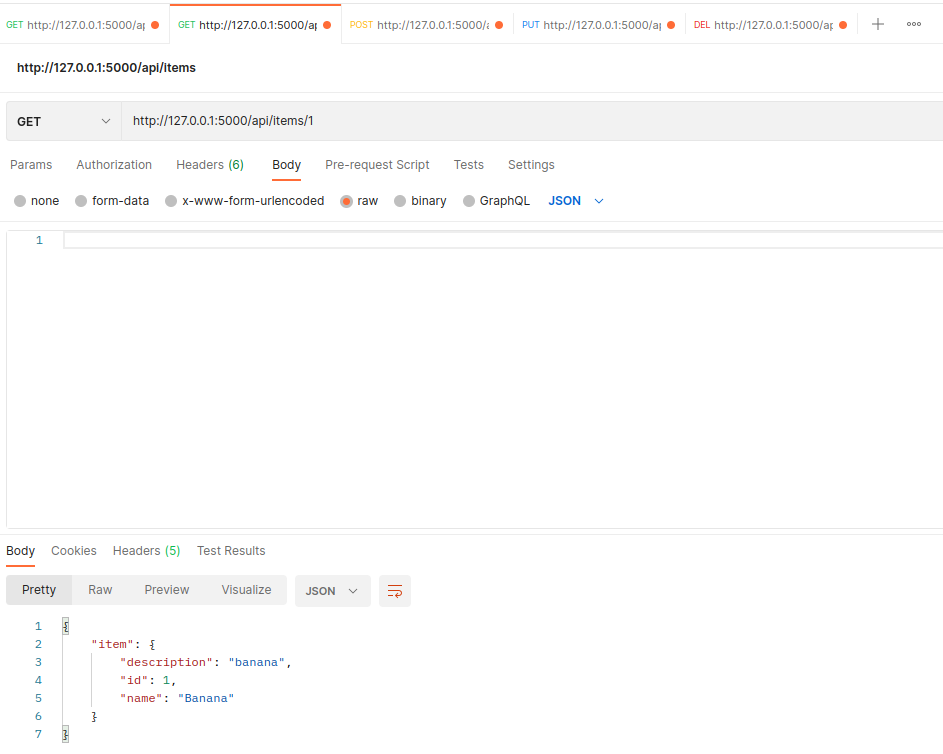 GET http://127.0.0.1:5000/ap GET http://127.0.0.1:5000/ap POST http://127.0.0.1:5000/a PUT http://127.0.0.1:5000/ap DEL http://127.0.0.1:5000/ap
http://127.0.0.1:5000/api/items
GET http://127.0.0.1:5000/api/items/1
Params Authorization Headers (6) Body Pre-request Script Tests Settings
none form-data x-www-form-urlencoded raw binary GraphQL JSON
1
Body Cookies Headers (5) Test Results
Pretty Raw Preview Visualize JSON
1 {
2 "item": {
3 "description": "banana",
4 "id": 1,
5 "name": "Banana"
6 }
7 }